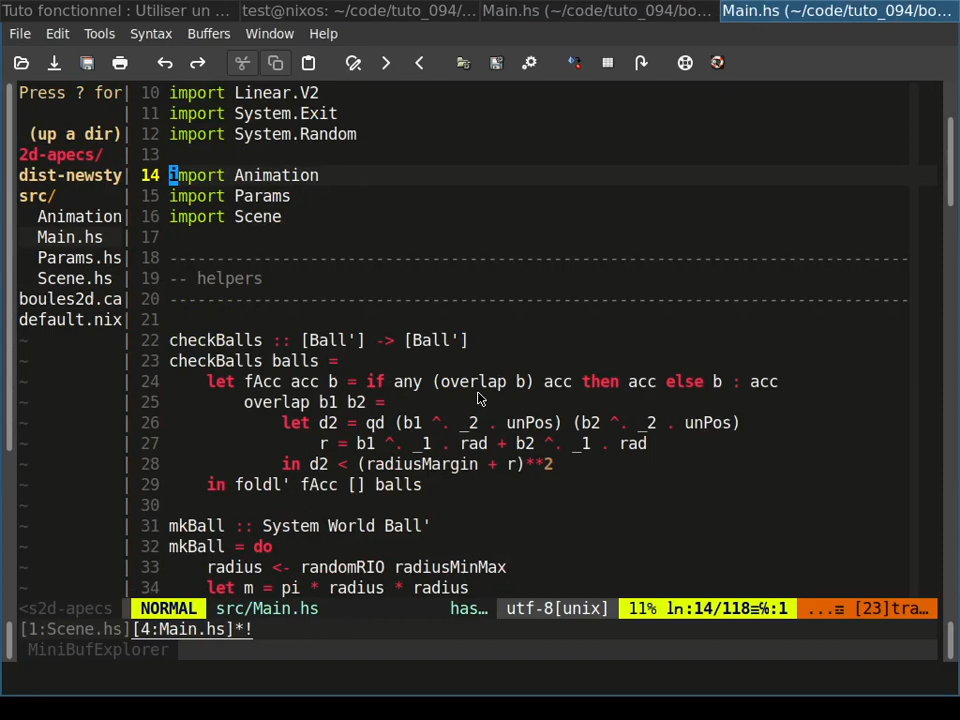 Tuto fonctionnel : Utiliser un ... test@nixos: ~/code/tuto_094/... Main.hs (~/code/tuto_094/bo... Main.hs (~/code/tuto_094/bo...
File Edit Tools Syntax Buffers Window Help
Press ? for| 10 import Linear.V2
| 11 import System.Exit
(up a dir)| 12 import System.Random
2d-apecs/ | 13
dist-newsty| 14 import Animation
src/ | 15 import Params
Animation| 16 import Scene
Main.hs | 17
Params.hs| 18 -------------------------------------------------------------------------------
Scene.hs | 19 -- helpers
boules2d.ca| 20 -------------------------------------------------------------------------------
default.nix| 21
~ | 22 checkBalls :: [Ball'] -> [Ball']
~ | 23 checkBalls balls =
~ | 24     let fAcc acc b = if any (overlap b) acc then acc else b : acc
~ | 25         overlap b1 b2 =
~ | 26             let d2 = qd (b1 ^. _2 . unPos) (b2 ^. _2 . unPos)
~ | 27                 r = b1 ^. _1 . rad + b2 ^. _1 . rad
~ | 28             in d2 < (radiusMargin + r)**2
~ | 29     in foldl' fAcc [] balls
~ | 30
~ | 31 mkBall :: System World Ball'
~ | 32 mkBall = do
~ | 33     radius <- randomRIO radiusMinMax
~ | 34     let m = pi * radius * radius
<s2d-apecs NORMAL src/Main.hs has… utf-8[unix] 11% ln:14/118≡℅:1 ...≡ [23]tra…
[1:Scene.hs][4:Main.hs]*!
MiniBufExplorer